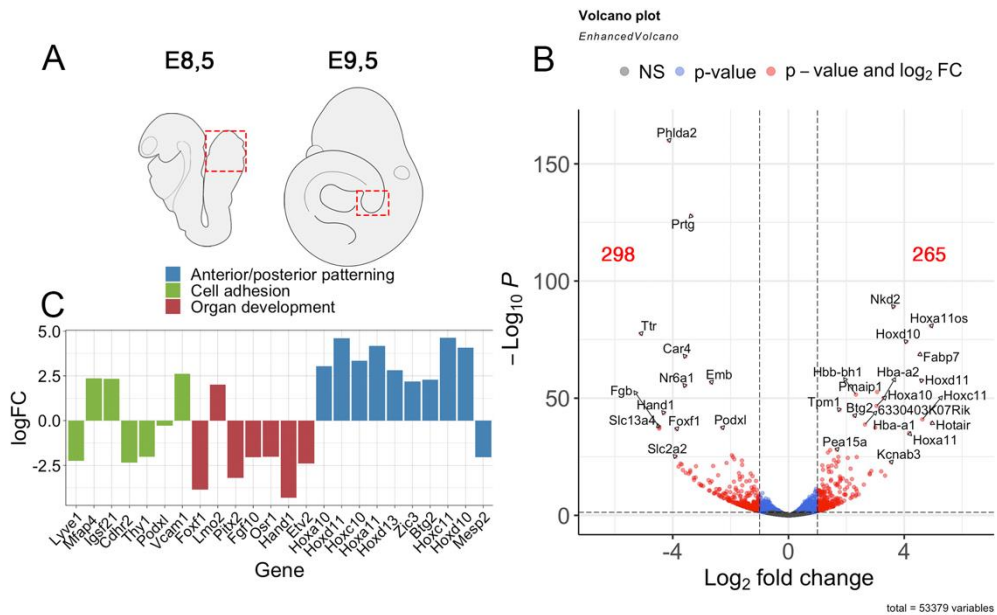 A
E8,5
E9,5
Anterior/posterior patterning
Cell adhesion
Organ development
C
5.0
2.5
0.0
-2.5
logFC
Lyve1
Mfap4
Igsf21
Cdhr2
Thy1
Podxl
Vcam1
Foxf1
Lmo2
Pitx2
Fgf10
Osr1
Hand1
Etv2
Hoxa10
Hoxd11
Hoxc10
Hoxa11
Hoxd13
Zic3
Btg2
Hoxc11
Hoxd10
Mesp2
Gene
Volcano plot
EnhancedVolcano
B
NS
p-value
p – value and log₂ FC
150
100
50
0
−Log₁₀ P
Phlda2
Prtg
298
265
Nkd2
Hoxa11os
Ttr
Hoxd10
Car4
Fabp7
Nr6a1
Emb
Hbb-bh1
Hba-a2
Hoxd11
Fgb
Pmaip1
Hoxa10
Hoxc11
Hand1
Tpm1
Btg2
6330403K07Rik
Slc13a4
Foxf1
Podxl
Hba-a1
Hotair
Hoxa11
Slc2a2
Pea15a
Kcnab3
-4
0
4
Log₂ fold change
total = 53379 variables